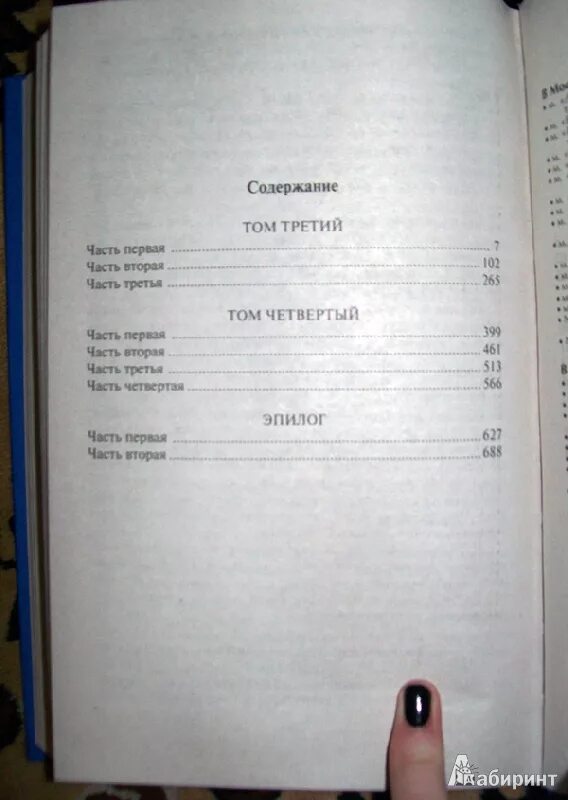 Содержание
ТОМ ТРЕТИЙ
Часть первая 7
Часть вторая 102
Часть третья 265
ТОМ ЧЕТВЕРТЫЙ
Часть первая 399
Часть вторая 461
Часть третья 513
Часть четвертая 566
ЭПИЛОГ
Часть первая 627
Часть вторая 688
Лабиринт